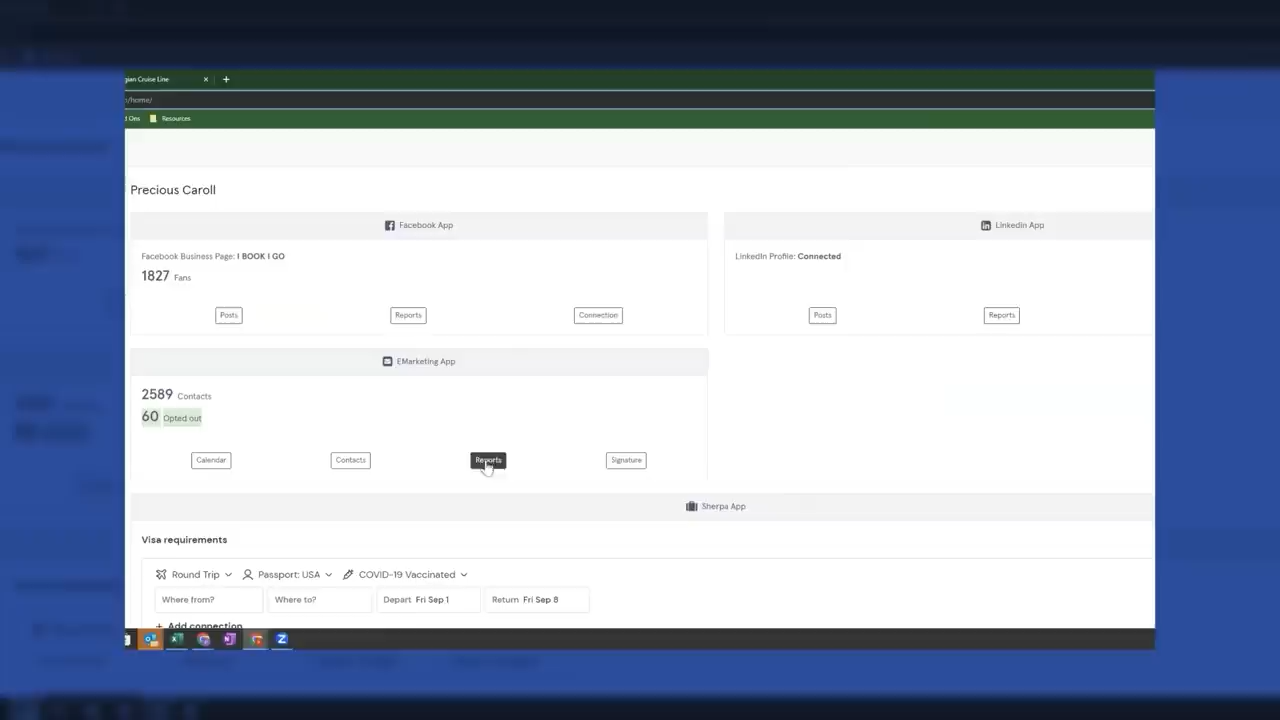 gian Cruise Line
/home/
d Ons Resources
Precious Caroll
Facebook App
LinkedIn App
Facebook Business Page: I BOOK I GO
1827 Fans
LinkedIn Profile: Connected
Posts Reports Connection
Posts Reports
EMarketing App
2589 Contacts
60 Opted out
Calendar Contacts Reports Signature
Sherpa App
Visa requirements
Round Trip Passport: USA COVID-19 Vaccinated
Where from? Where to? Depart Fri Sep 1 Return Fri Sep 8
+ Add connection